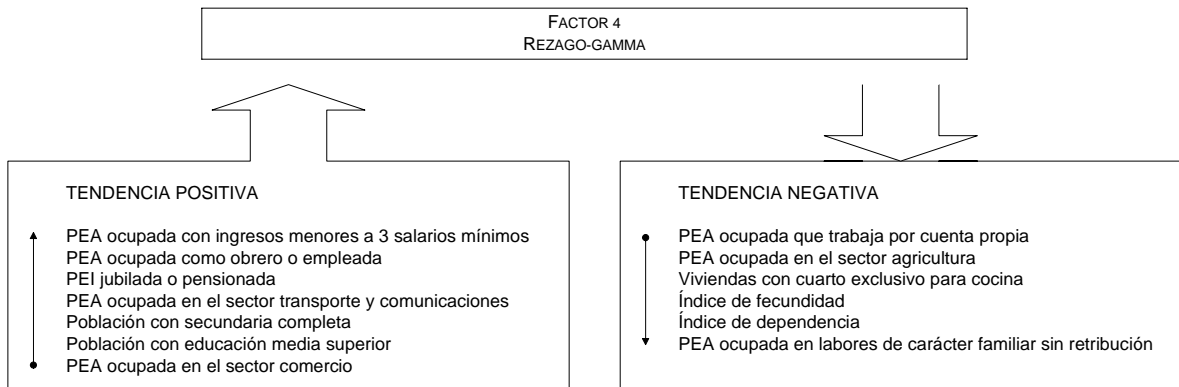 FACTOR 4
REZAGO-GAMMA
TENDENCIA POSITIVA
PEA ocupada con ingresos menores a 3 salarios mínimos
PEA ocupada como obrero o empleada
PEI jubilada o pensionada
PEA ocupada en el sector transporte y comunicaciones
Población con secundaria completa
Población con educación media superior
PEA ocupada en el sector comercio
TENDENCIA NEGATIVA
PEA ocupada que trabaja por cuenta propia
PEA ocupada en el sector agricultura
Viviendas con cuarto exclusivo para cocina
Índice de fecundidad
Índice de dependencia
PEA ocupada en labores de carácter familiar sin retribución